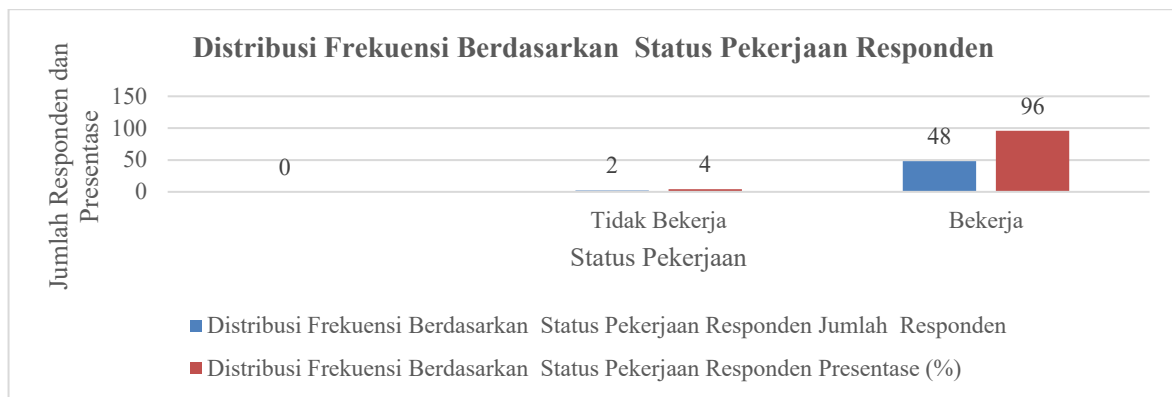 Distribusi Frekuensi Berdasarkan  Status Pekerjaan Responden
Jumlah Responden dan
Presentase
150
100
50
0
0
2
4
48
96
Tidak Bekerja
Bekerja
Status Pekerjaan
Distribusi Frekuensi Berdasarkan  Status Pekerjaan Responden Jumlah  Responden
Distribusi Frekuensi Berdasarkan  Status Pekerjaan Responden Presentase (%)